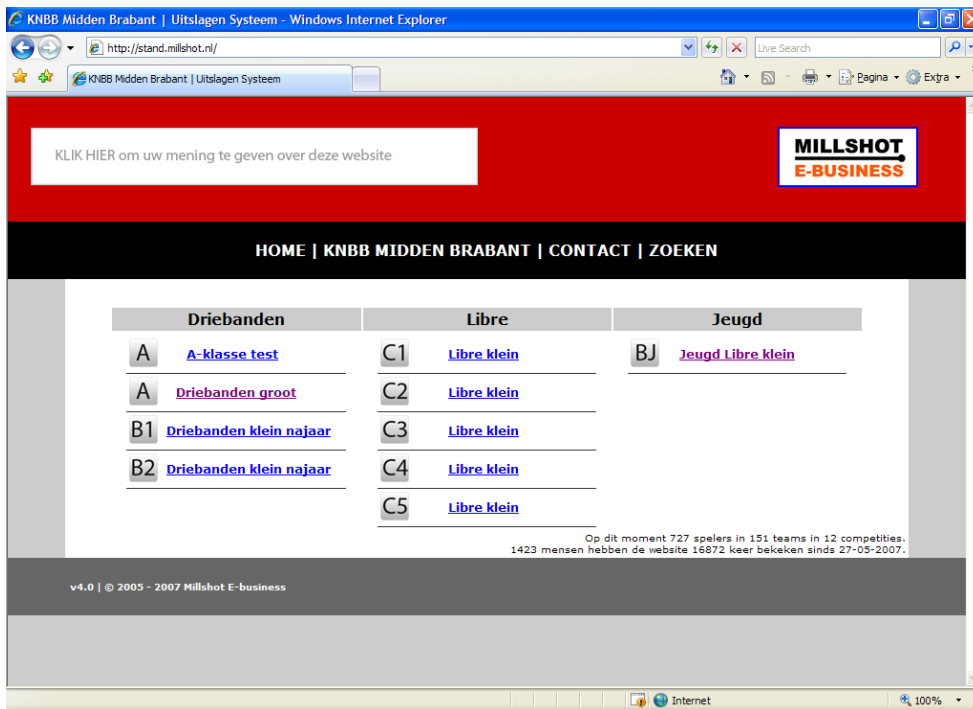 KNBB Midden Brabant | Uitslagen Systeem - Windows Internet Explorer
http://stand.millshot.nl/
Live Search
KNBB Midden Brabant | Uitslagen Systeem
Pagina
Extra
KLIK HIER om uw mening te geven over deze website
MILLSHOT
E-BUSINESS
HOME | KNBB MIDDEN BRABANT | CONTACT | ZOEKEN
Driebanden
A A-klasse test
A Driebanden groot
B1 Driebanden klein najaar
B2 Driebanden klein najaar
Libre
C1 Libre klein
C2 Libre klein
C3 Libre klein
C4 Libre klein
C5 Libre klein
Jeugd
BJ Jeugd Libre klein
Op dit moment 727 spelers in 151 teams in 12 competities.
1423 mensen hebben de website 16872 keer bekeken sinds 27-05-2007.
v4.0 | © 2005 - 2007 Millshot E-business
Internet
100%